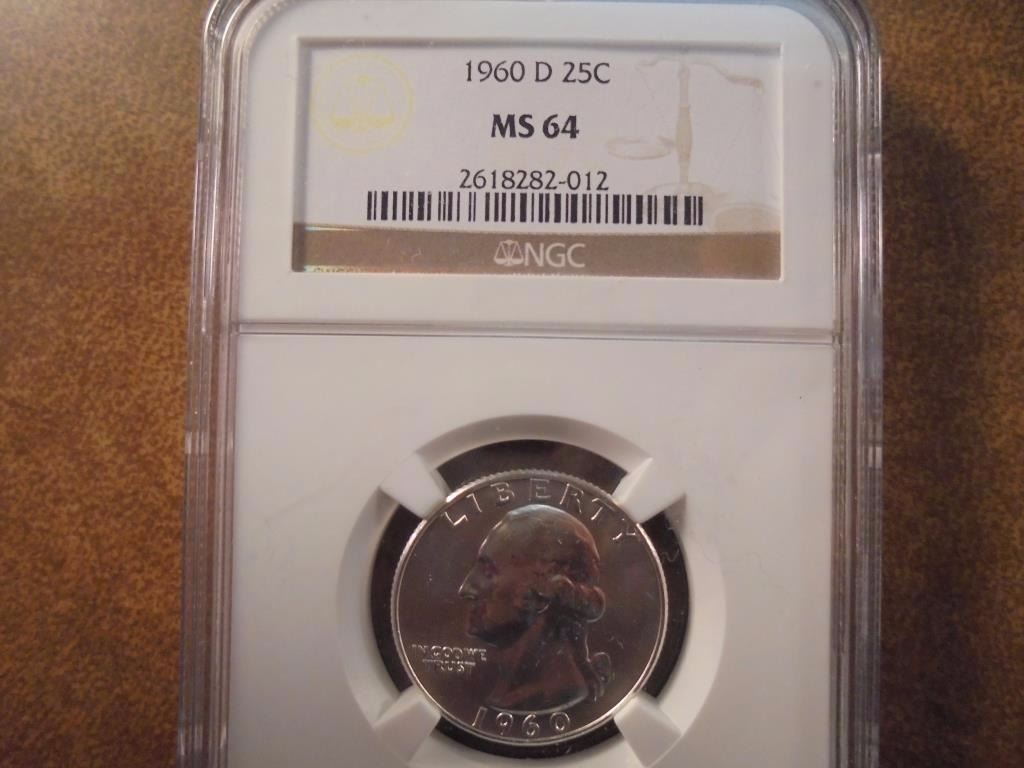 1960 D 25C
MS 64
2618282-012
NGC
LIBERTY
IN GOD WE
TRUST
1960